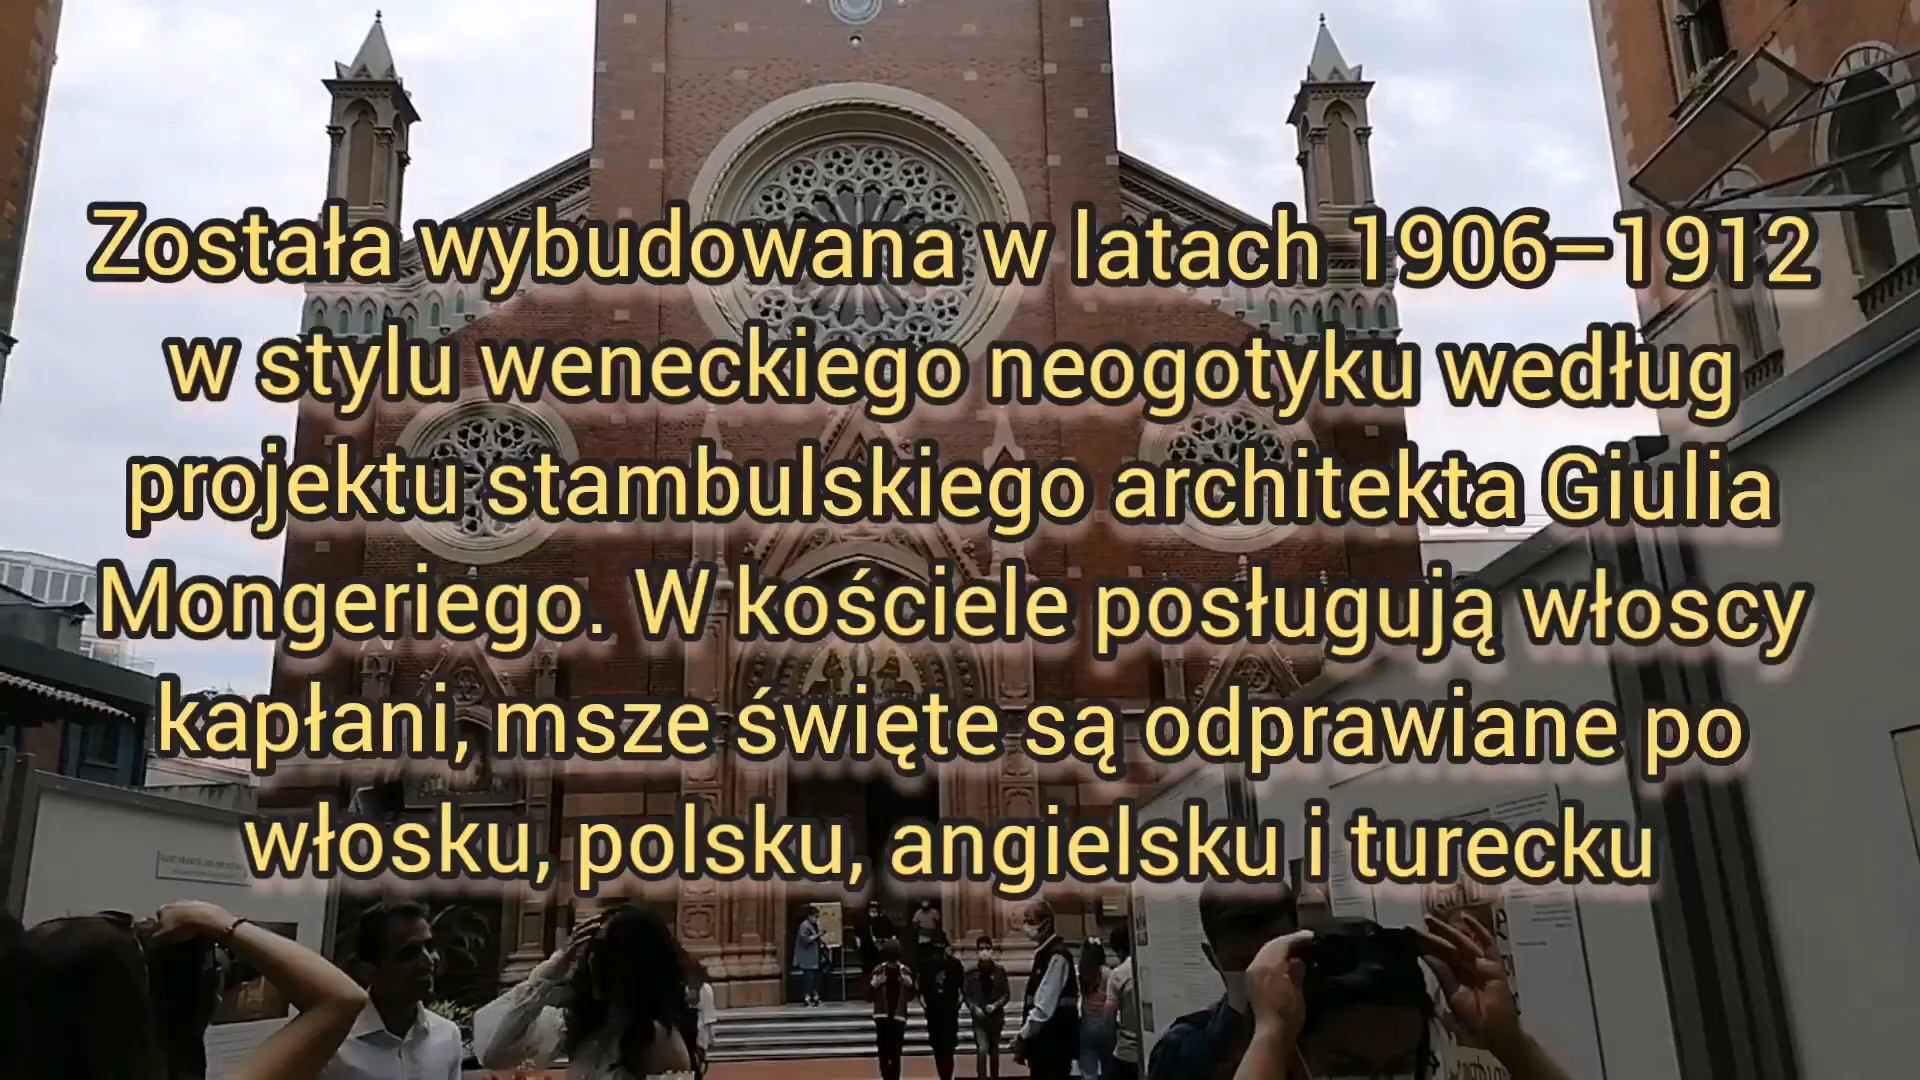 Została wybudowana w latach 1906–1912
w stylu weneckiego neogotyku według
projektu stambulskiego architekta Giulia
Mongeriego. W kościele posługują włoscy
kapłani, msze święte są odprawiane po
włosku, polsku, angielsku i turecku